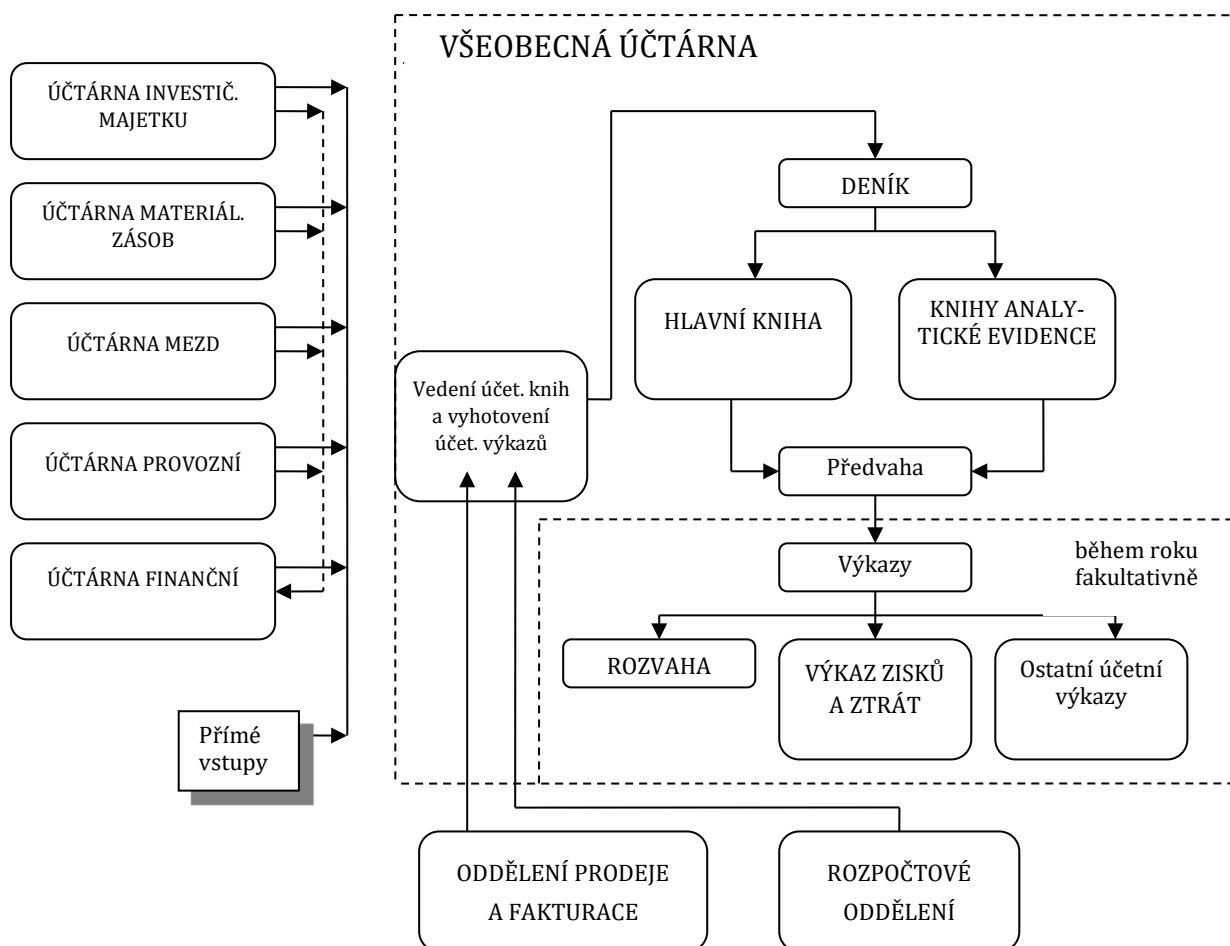 VŠEOBECNÁ ÚČTÁRNA
ÚČTÁRNA INVESTIČ.
MAJETKU
ÚČTÁRNA MATERIÁL.
ZÁSOB
ÚČTÁRNA MEZD
ÚČTÁRNA PROVOZNÍ
ÚČTÁRNA FINANČNÍ
Přímé
vstupy
Vedení účet. knih
a vyhotovení
účet. výkazů
DENÍK
HLAVNÍ KNIHA
KNIHY ANALY-
TICKÉ EVIDENCE
Předvaha
během roku
fakultativně
Výkazy
ROZVAHA
VÝKAZ ZISKŮ
A ZTRÁT
Ostatní účetní
výkazy
ODDĚLENÍ PRODEJE
A FAKTURACE
ROZPOČTOVÉ
ODDĚLENÍ